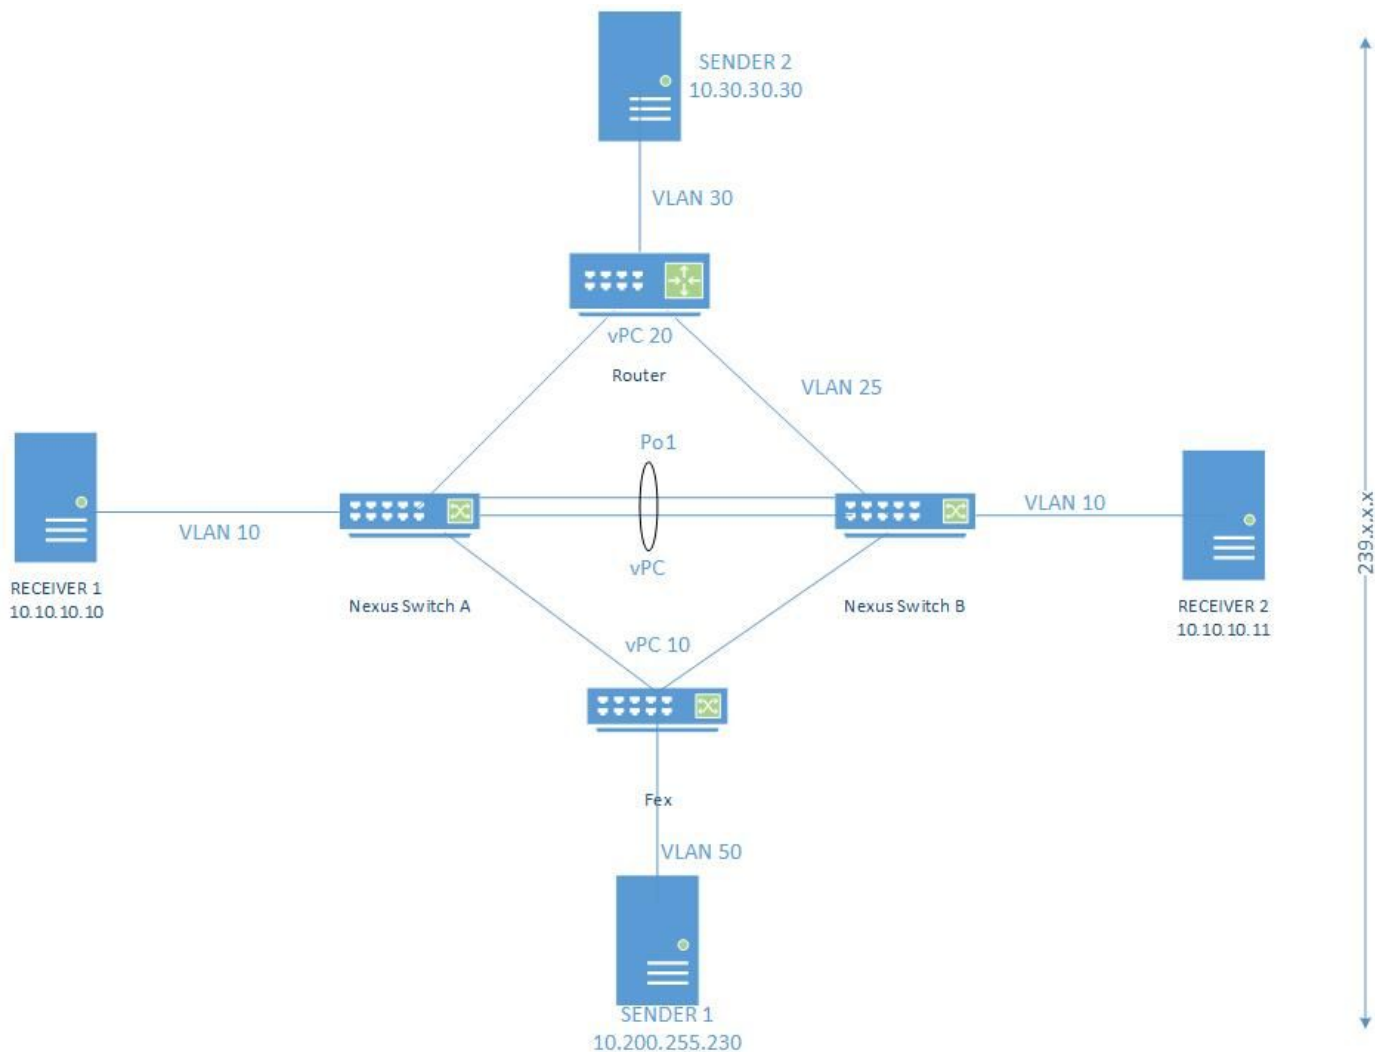 SENDER 2
10.30.30.30
VLAN 30
vPC 20
Router
VLAN 25
Po1
VLAN 10
VLAN 10
vPC
RECEIVER 1
10.10.10.10
Nexus Switch A
Nexus Switch B
RECEIVER 2
10.10.10.11
239.x.x.x
vPC 10
Fex
VLAN 50
SENDER 1
10.200.255.230